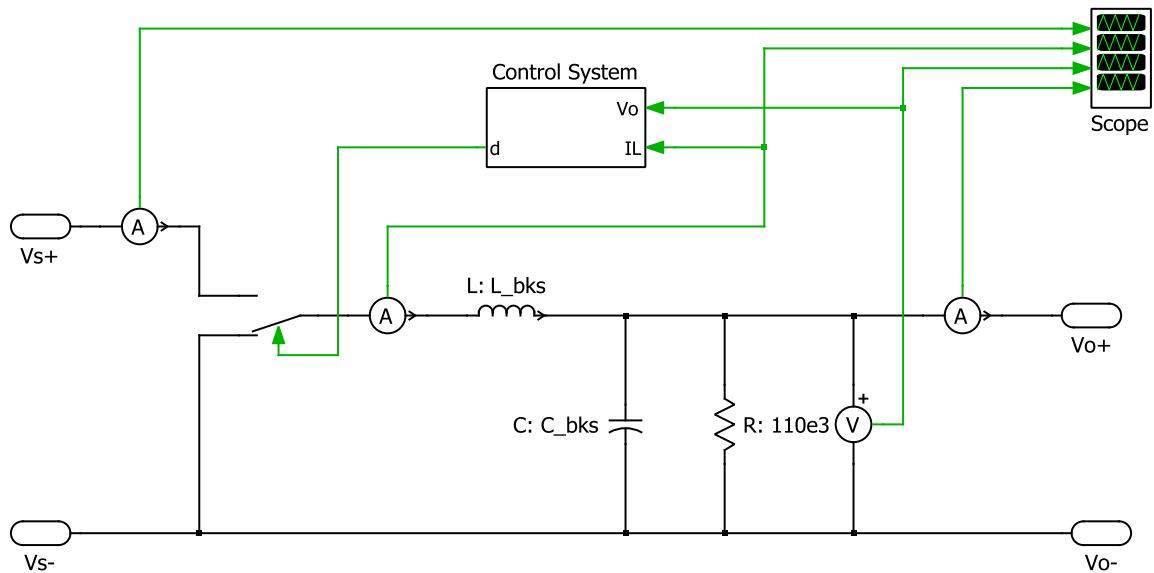 Control System
Vo
IL
d
Scope
A
Vs+
L: L_bks
A
A
Vo+
C: C_bks
R: 110e3
V
+
Vs-
Vo-